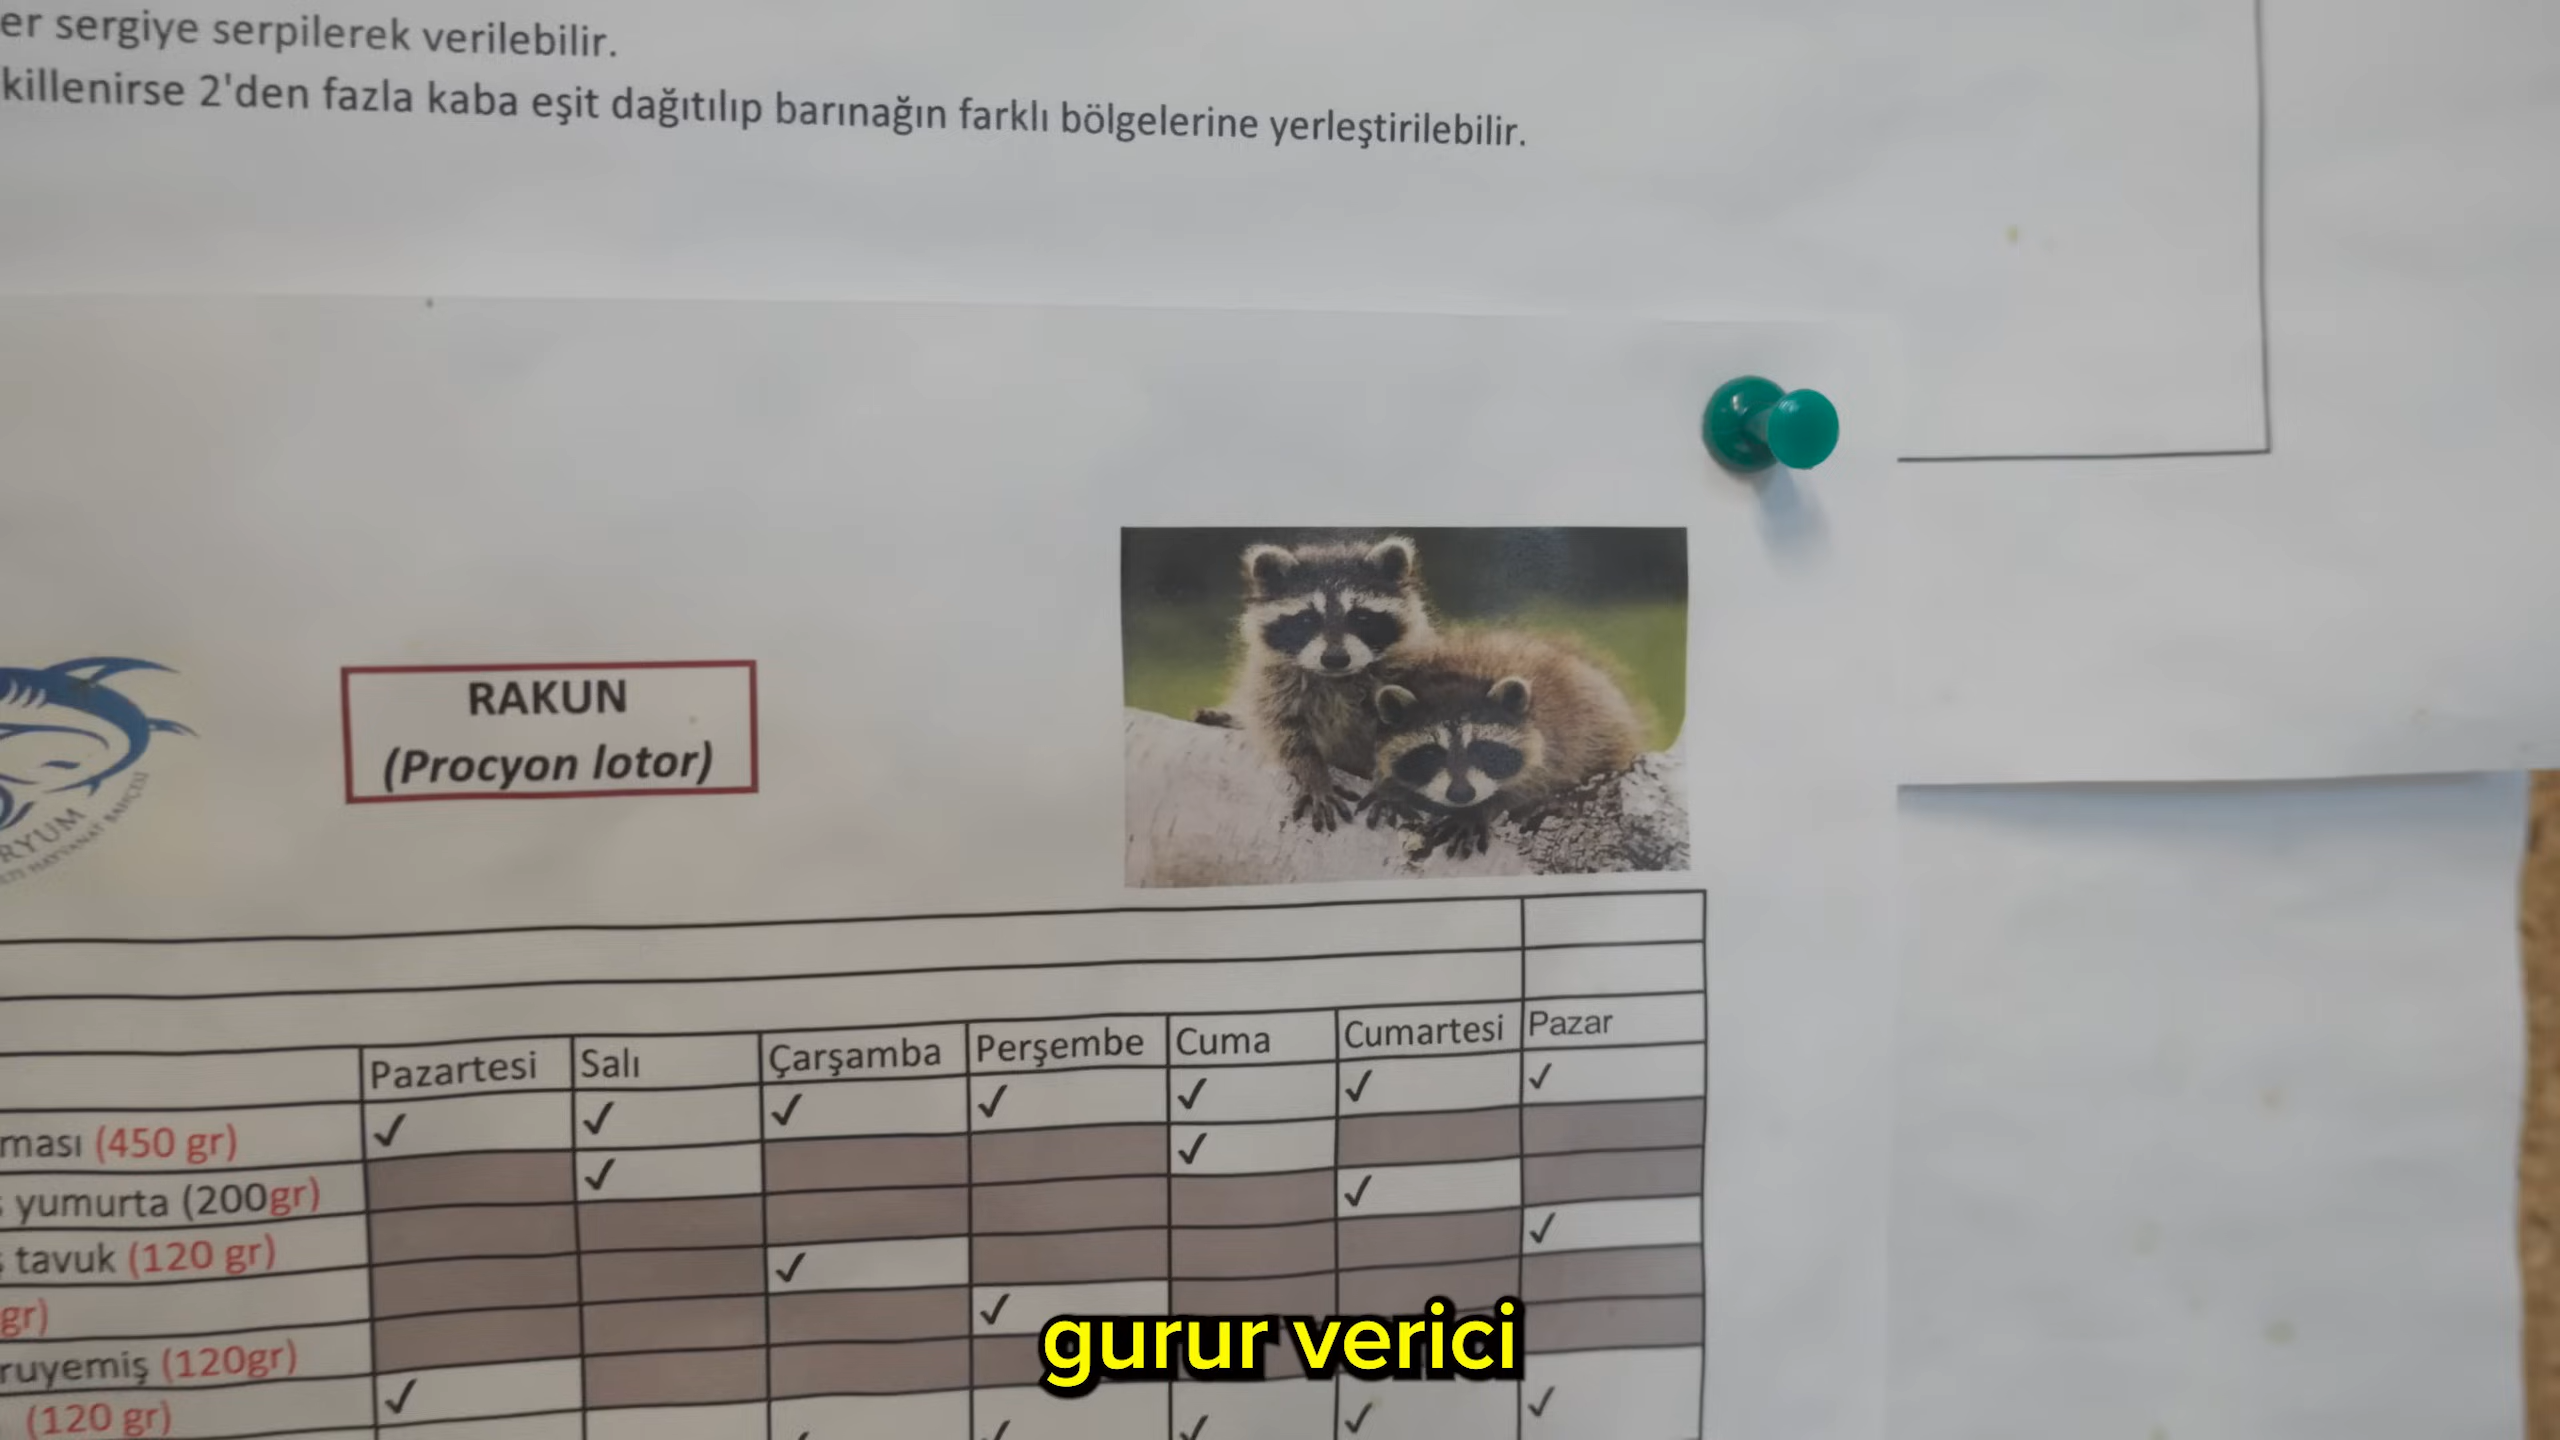 er sergiye serpilerek verilebilir.
killenirse 2'den fazla kaba eşit dağıtılıp barınağın farklı bölgelerine yerleştirilebilir.
RAKUN
(Procyon lotor)
RYUM
HAYVANAT BAHÇESİ
Pazartesi Salı Çarşamba Perşembe Cuma Cumartesi Pazar
ması (450 gr) ✓ ✓ ✓ ✓ ✓ ✓ ✓
yumurta (200gr) ✓ ✓
tavuk (120 gr) ✓
gr) ✓ ✓
ruyemiş (120gr) ✓
(120 gr) ✓
✓ ✓ ✓ ✓ ✓
gurur verici